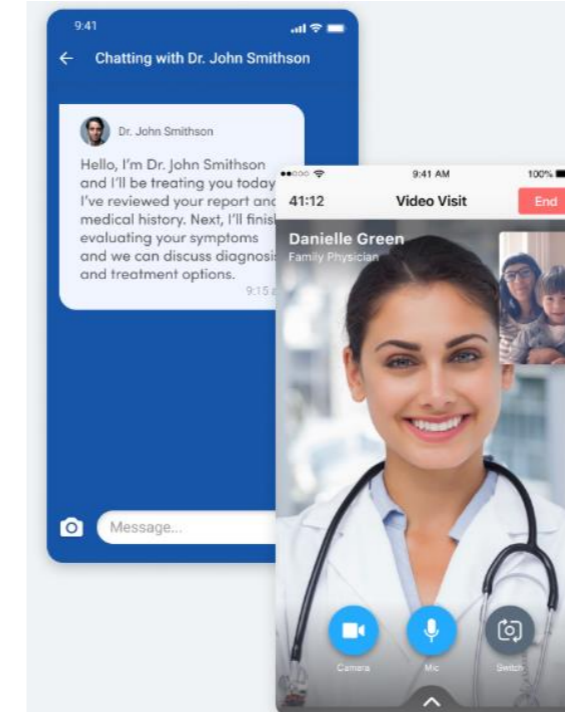 9:41
Chatting with Dr. John Smithson
Dr. John Smithson
Hello, I'm Dr. John Smithson
and I'll be treating you today
I've reviewed your report and
medical history. Next, I'll finish
evaluating your symptoms
and we can discuss diagnosis
and treatment options.
9:15
Message...
9:41 AM
100%
41:12
Video Visit
End
Danielle Green
Family Physician
Camera
Mic
Switch